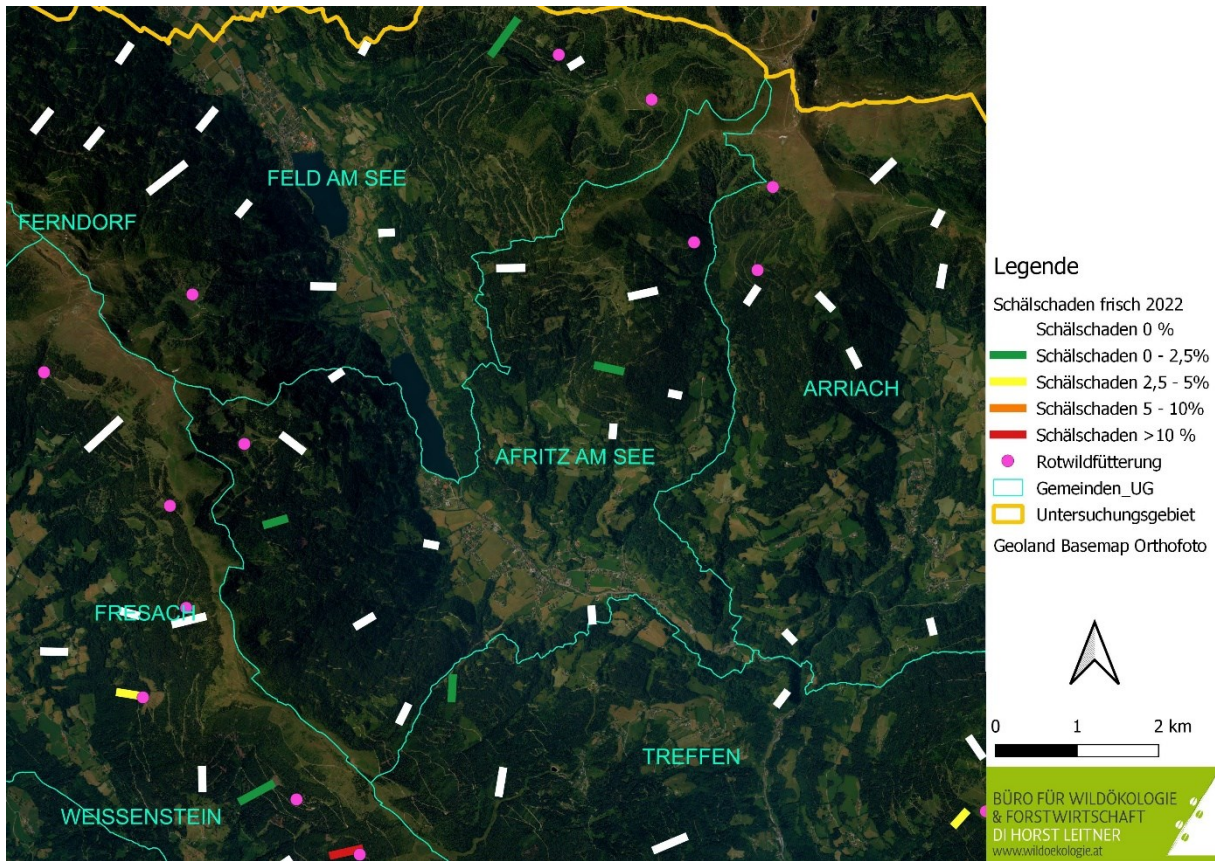 FELD AM SEE
FERNDORF
ARRIACH
AFRITZ AM SEE
FRESACH
TREFFEN
WEISSENSTEIN
Legende
Schälschaden frisch 2022
Schälschaden 0 %
Schälschaden 0 - 2,5%
Schälschaden 2,5 - 5%
Schälschaden 5 - 10%
Schälschaden >10 %
Rotwildfütterung
Gemeinden_UG
Untersuchungsgebiet
Geoland Basemap Orthofoto
0 1 2 km
BÜRO FÜR WILDÖKOLOGIE
& FORSTWIRTSCHAFT
DI HORST LEITNER
www.wildoekologie.at